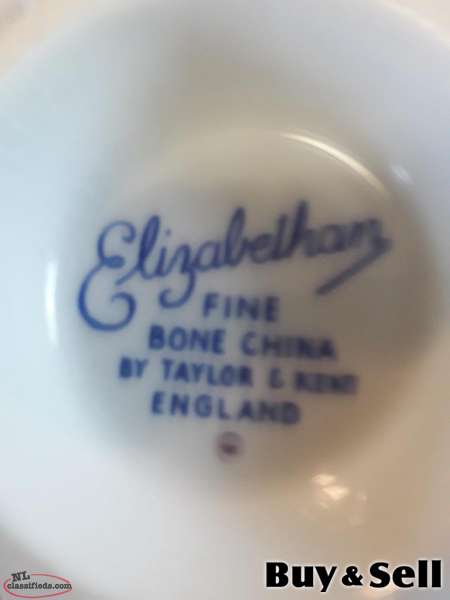 Elizabethan
FINE
BONE CHINA
BY TAYLOR & KENT
ENGLAND
NL
classifieds.com
Buy & Sell